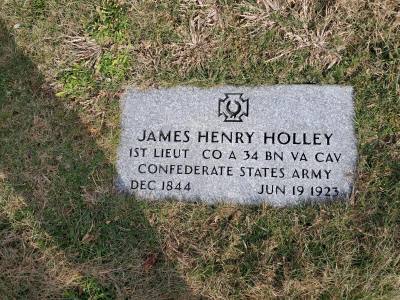 JAMES HENRY HOLLEY
1ST LIEUT CO A 34 BN VA CAV
CONFEDERATE STATES ARMY
DEC 1844 JUN 19 1923